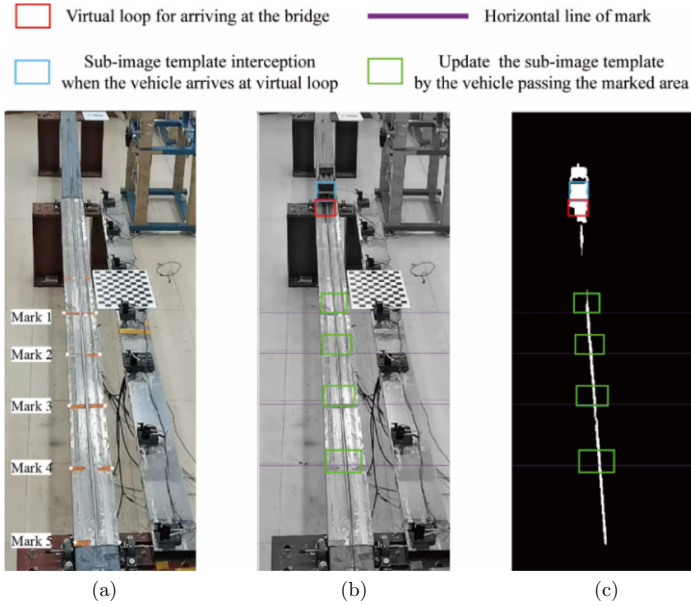 Virtual loop for arriving at the bridge
Horizontal line of mark
Sub-image template interception
when the vehicle arrives at virtual loop
Update the sub-image template
by the vehicle passing the marked area
Mark 1
Mark 2
Mark 3
Mark 4
Mark 5
(a)
(b)
(c)